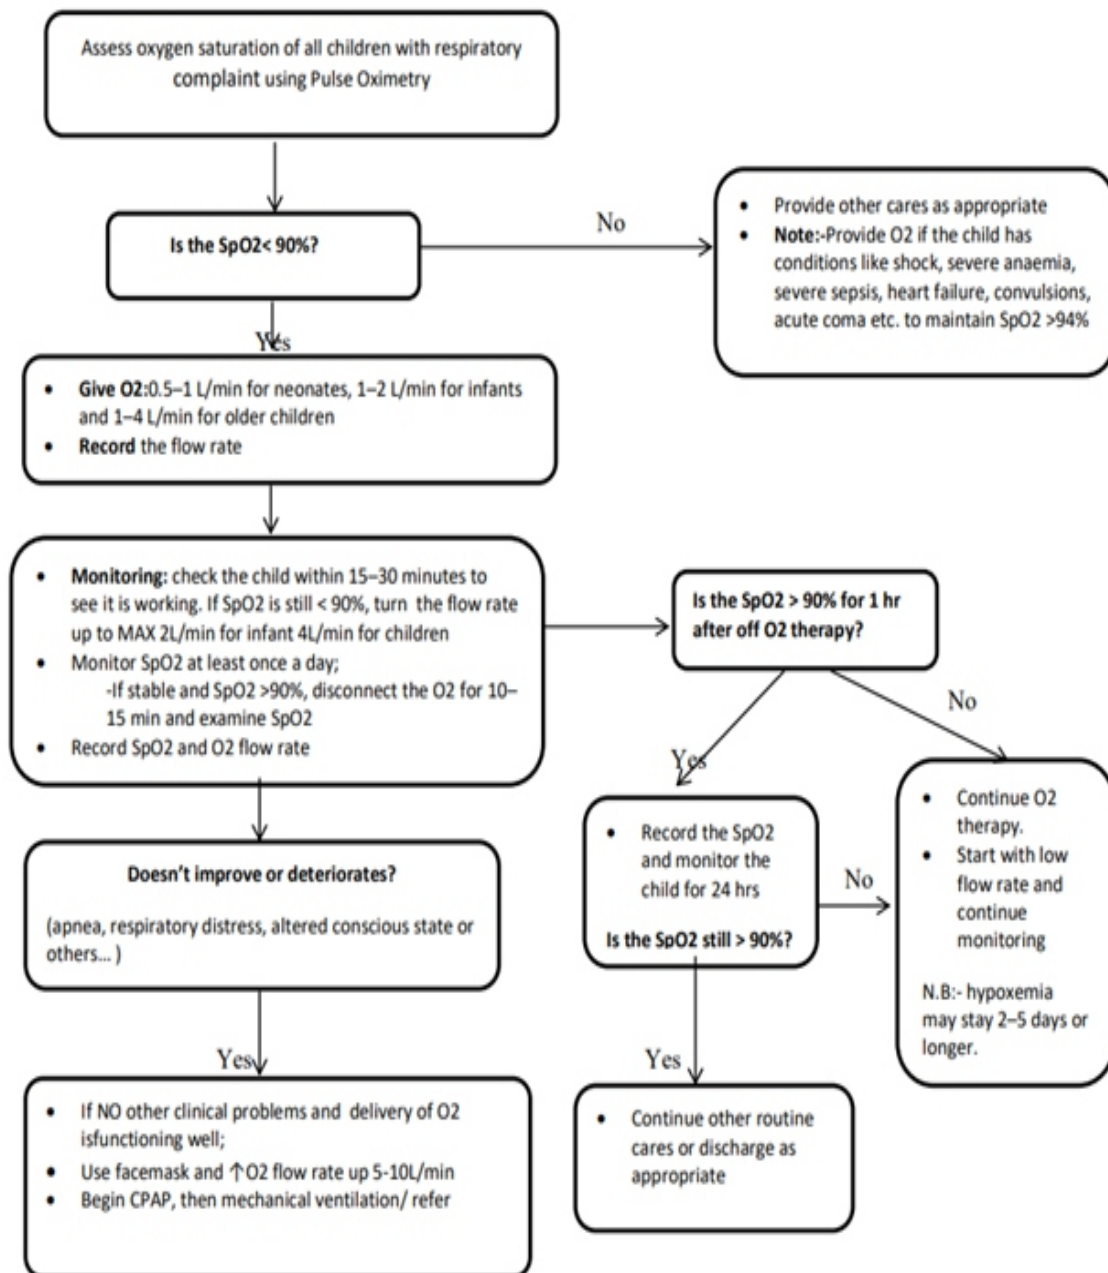 Assess oxygen saturation of all children with respiratory
complaint using Pulse Oximetry
Is the SpO2< 90%?
No
• Provide other cares as appropriate
• Note:-Provide O2 if the child has
conditions like shock, severe anaemia,
severe sepsis, heart failure, convulsions,
acute coma etc. to maintain SpO2 >94%
Yes
• Give O2:0.5–1 L/min for neonates, 1–2 L/min for infants
and 1–4 L/min for older children
• Record the flow rate
• Monitoring: check the child within 15–30 minutes to
see it is working. If SpO2 is still < 90%, turn the flow rate
up to MAX 2L/min for infant 4L/min for children
• Monitor SpO2 at least once a day;
-If stable and SpO2 >90%, disconnect the O2 for 10–
15 min and examine SpO2
• Record SpO2 and O2 flow rate
Is the SpO2 > 90% for 1 hr
after off O2 therapy?
Yes
No
• Record the SpO2
and monitor the
child for 24 hrs
Is the SpO2 still > 90%?
No
• Continue O2
therapy.
• Start with low
flow rate and
continue
monitoring
N.B:- hypoxemia
may stay 2–5 days or
longer.
Doesn't improve or deteriorates?
(apnea, respiratory distress, altered conscious state or
others... )
Yes
• If NO other clinical problems and delivery of O2
isfunctioning well;
• Use facemask and ↑O2 flow rate up 5-10L/min
• Begin CPAP, then mechanical ventilation/ refer
Yes
• Continue other routine
cares or discharge as
appropriate